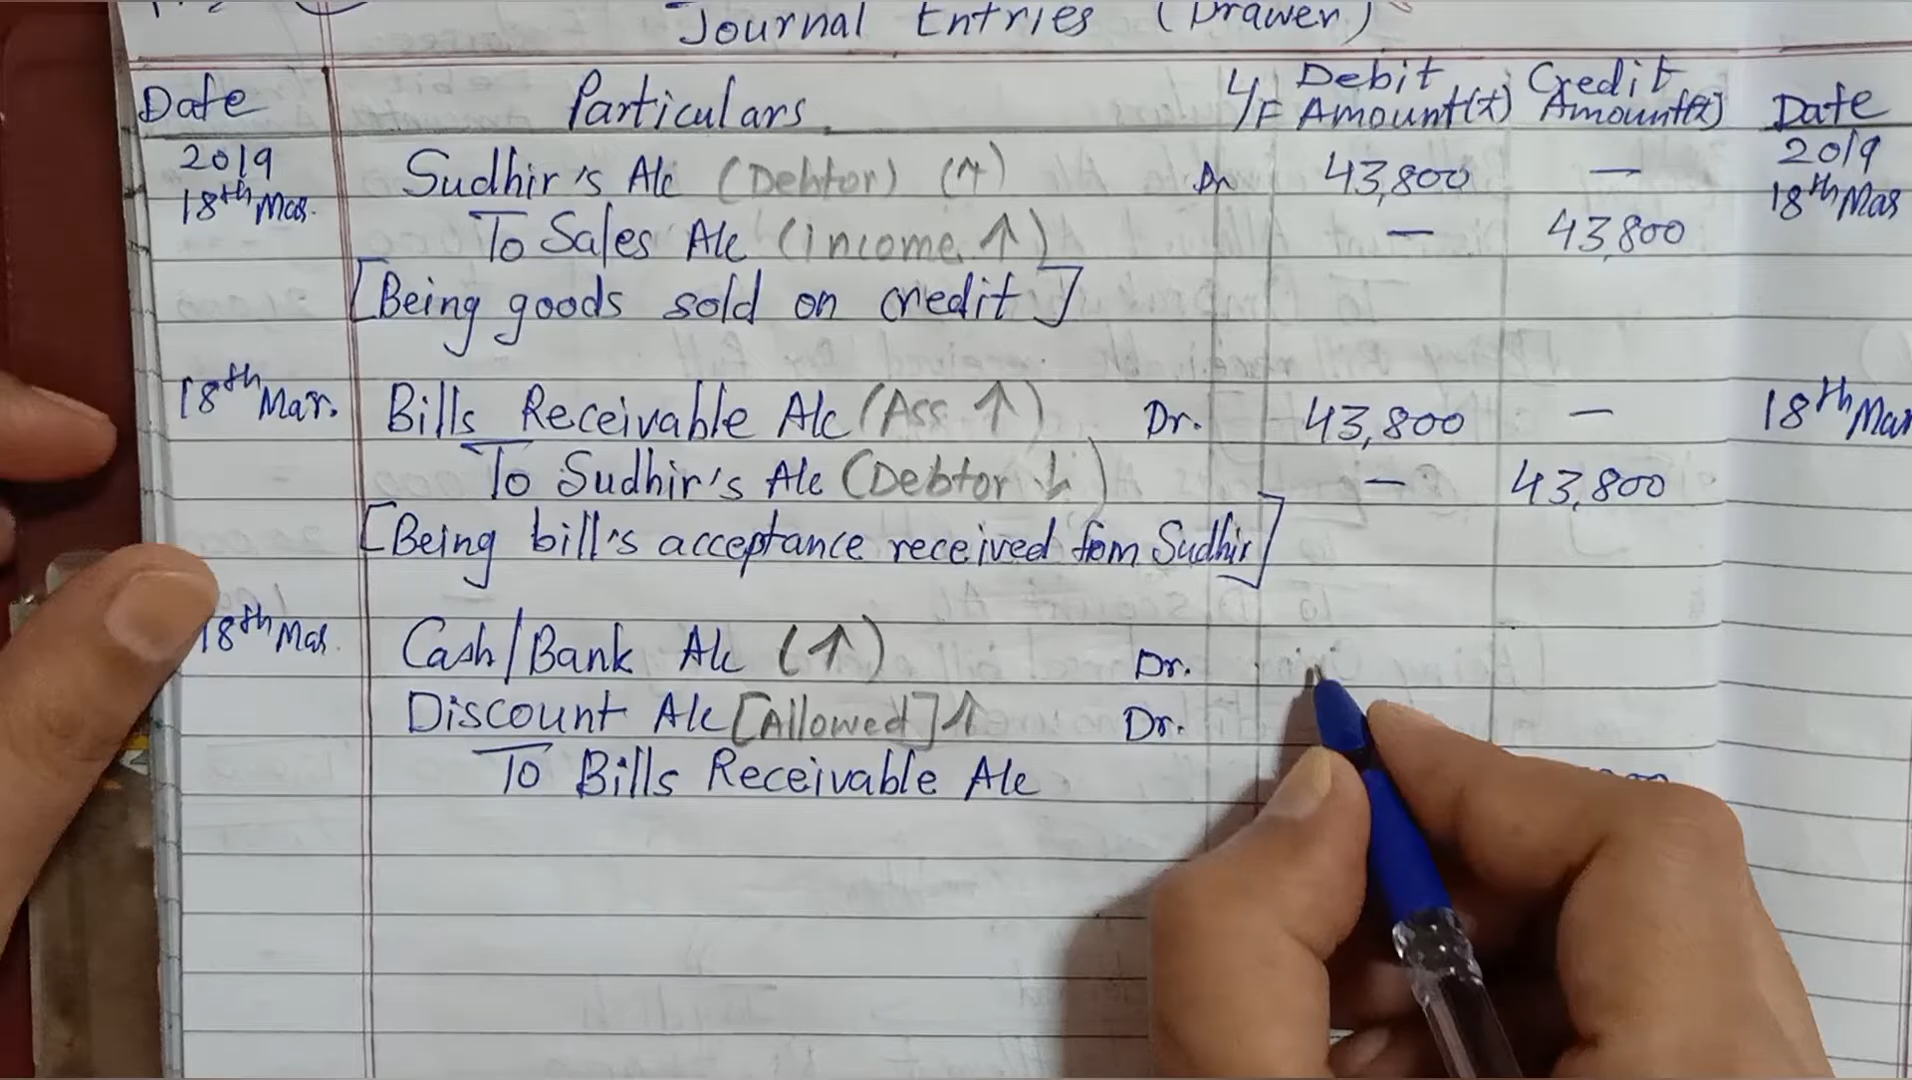 Journal Entries (Drawer)
Date Particulars L/F Debit Amount(₹) Credit Amount(₹) Date
2019 Sudhir's A/c (Debtor) (↑) Dr 43,800 — 2019
18th Mar. To Sales A/c (income ↑) — 43,800 18th Mar
[Being goods sold on credit]
18th Mar. Bills Receivable A/c (Ass ↑) Dr. 43,800 — 18th Mar
To Sudhir's A/c (Debtor ↓) — 43,800
[Being bill's acceptance received fom Sudhir]
18th Mar. Cash/Bank A/c (↑) Dr.
Discount A/c [Allowed] ↑ Dr.
To Bills Receivable A/c